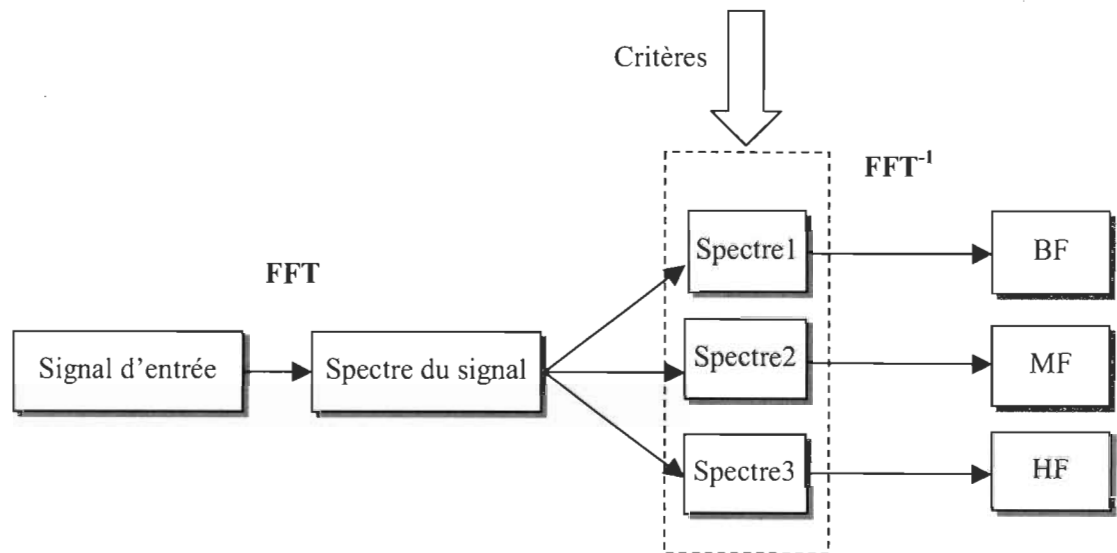 Critères
FFT⁻¹
Spectre1
BF
FFT
Signal d'entrée
Spectre du signal
Spectre2
MF
Spectre3
HF